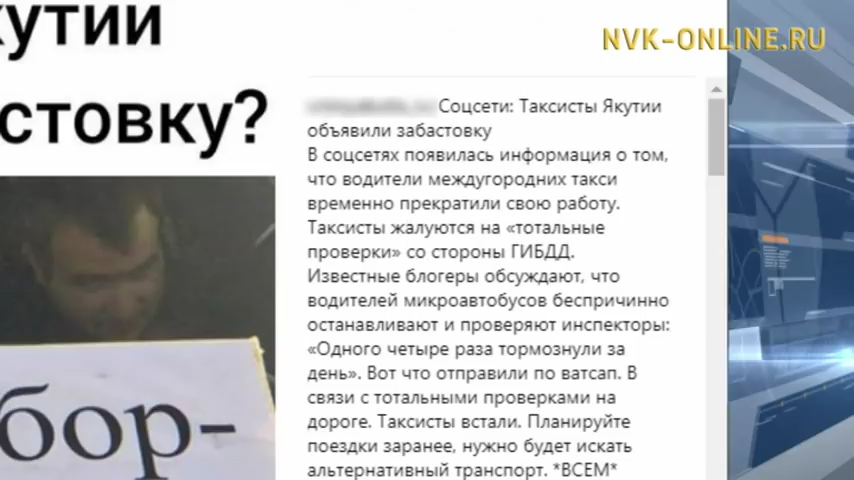 NVK-ONLINE.RU
кутии
стовку?
бор-
Соцсети: Таксисты Якутии
объявили забастовку
В соцсетях появилась информация о том,
что водители междугородних такси
временно прекратили свою работу.
Таксисты жалуются на «тотальные
проверки» со стороны ГИБДД.
Известные блогеры обсуждают, что
водителей микроавтобусов беспричинно
останавливают и проверяют инспекторы:
«Одного четыре раза тормознули за
день». Вот что отправили по ватсап. В
связи с тотальными проверками на
дороге. Таксисты встали. Планируйте
поездки заранее, нужно будет искать
альтернативный транспорт. *ВСЕМ*